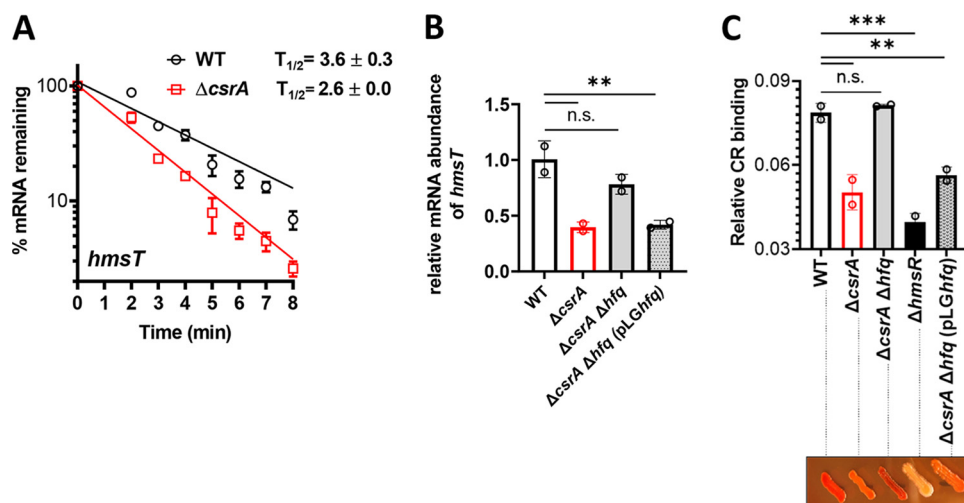 A
WT T1/2= 3.6 ± 0.3
ΔcsrA T1/2= 2.6 ± 0.0
% mRNA remaining
100
10
hmsT
0 1 2 3 4 5 6 7 8
Time (min)
B
**
n.s.
relative mRNA abundance
of hmsT
1.5
1.0
0.5
0.0
WT
ΔcsrA
ΔcsrA Δhfq
ΔcsrA Δhfq (pLGhfq)
C
***
**
n.s.
Relative CR binding
0.09
0.06
0.03
WT
ΔcsrA
ΔcsrA Δhfq
ΔhmsR
ΔcsrA Δhfq (pLGhfq)